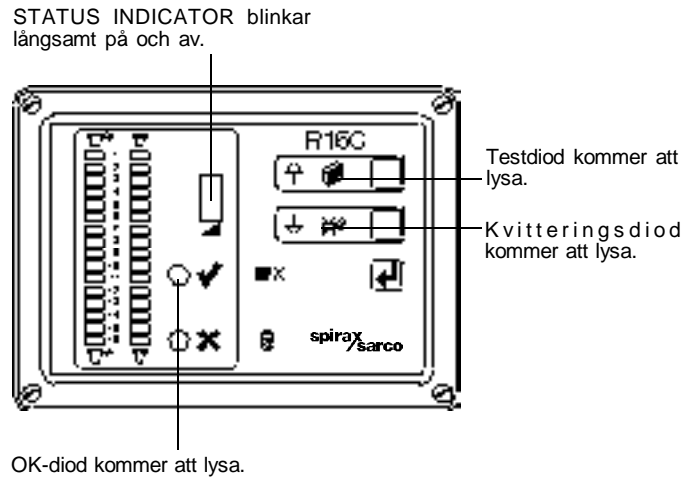 STATUS INDICATOR blinkar
långsamt på och av.
R16C
Testdiod kommer att
lysa.
Kvitteringsdiod
kommer att lysa.
spirax
sarco
OK-diod kommer att lysa.